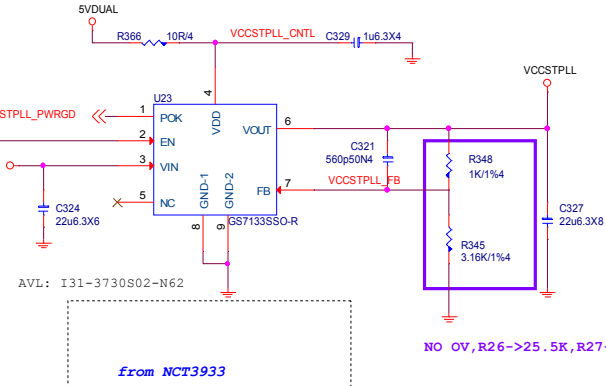 5VDUAL
R366
10R/4
VCCSTPLL_CNTL
C329
1u6.3X4
VCCSTPLL
U23
4
STPLL_PWRGD
1
POK
VDD
VOUT
6
2
EN
3
VIN
C321
560p50N4
R348
1K/1%4
VCCSTPLL_FB
FB
7
5
NC
GND-1
GND-2
C324
22u6.3X6
GS7133SSO-R
C327
22u6.3X8
R345
3.16K/1%4
8
9
AVL: I31-3730S02-N62
NO OV,R26->25.5K,R27-
from NCT3933